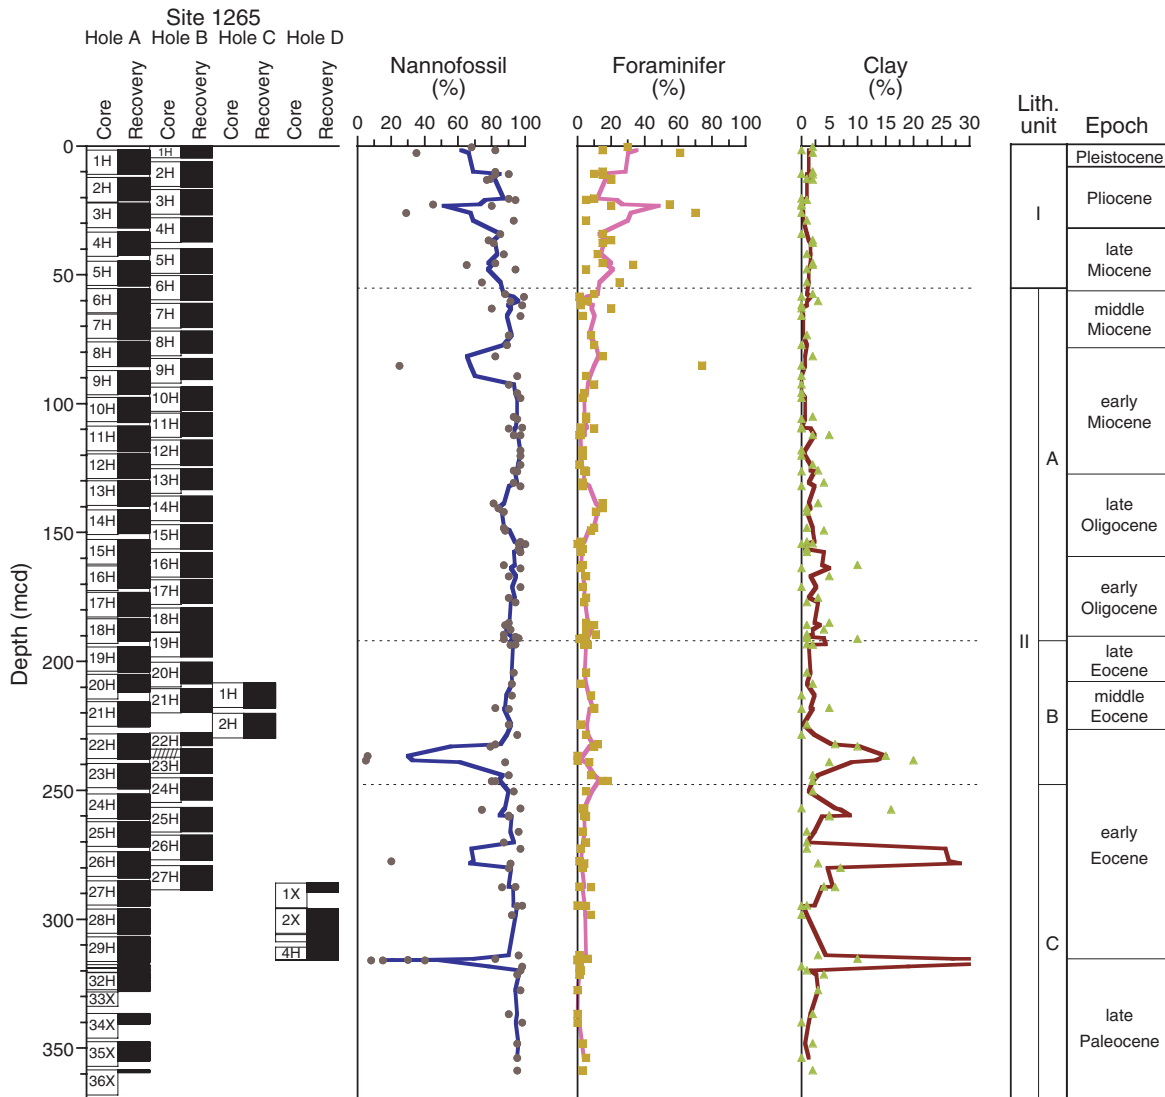 Site 1265
Hole A Hole B Hole C Hole D
Core Recovery Core Recovery Core Recovery Core Recovery
Nannofossil (%)
Foraminifer (%)
Clay (%)
Lith. unit
Epoch
0 20 40 60 80 100
0 20 40 60 80 100
0 5 10 15 20 25 30
Depth (mcd)
0
50
100
150
200
250
300
350
1H
2H
3H
4H
5H
6H
7H
8H
9H
10H
11H
12H
13H
14H
15H
16H
17H
18H
19H
20H
21H
22H
23H
24H
25H
26H
27H
28H
29H
32H
33X
34X
35X
36X
1H
2H
3H
4H
5H
6H
7H
8H
9H
10H
11H
12H
13H
14H
15H
16H
17H
18H
19H
20H
21H
22H
23H
24H
25H
26H
27H
1H
2H
1X
2X
4H
I
II
A
B
C
Pleistocene
Pliocene
late
Miocene
middle
Miocene
early
Miocene
late
Oligocene
early
Oligocene
late
Eocene
middle
Eocene
early
Eocene
late
Paleocene